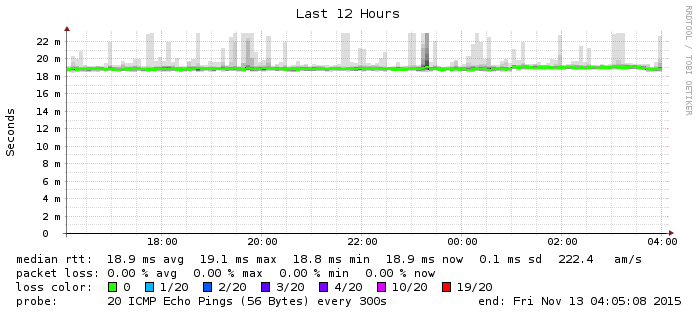 Last 12 Hours
RRDTOOL / TOBI OETIKER
Seconds
22 m
20 m
18 m
16 m
14 m
12 m
10 m
8 m
6 m
4 m
2 m
0
18:00 20:00 22:00 00:00 02:00 04:00
median rtt: 18.9 ms avg 19.1 ms max 18.8 ms min 18.9 ms now 0.1 ms sd 222.4 am/s
packet loss: 0.00 % avg 0.00 % max 0.00 % min 0.00 % now
loss color: 0 1/20 2/20 3/20 4/20 10/20 19/20
probe: 20 ICMP Echo Pings (56 Bytes) every 300s end: Fri Nov 13 04:05:08 2015